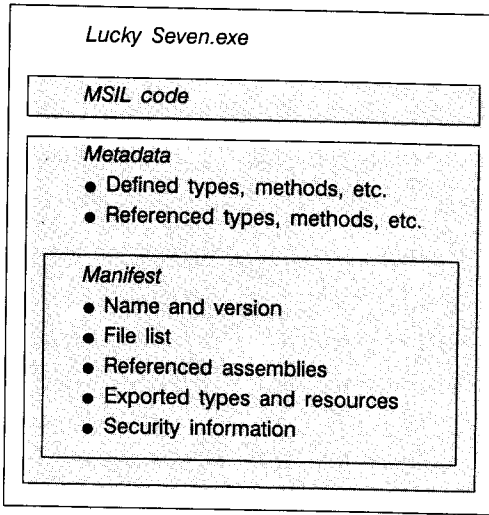 Lucky Seven.exe
MSIL code
Metadata
● Defined types, methods, etc.
● Referenced types, methods, etc.
Manifest
● Name and version
● File list
● Referenced assemblies
● Exported types and resources
● Security information